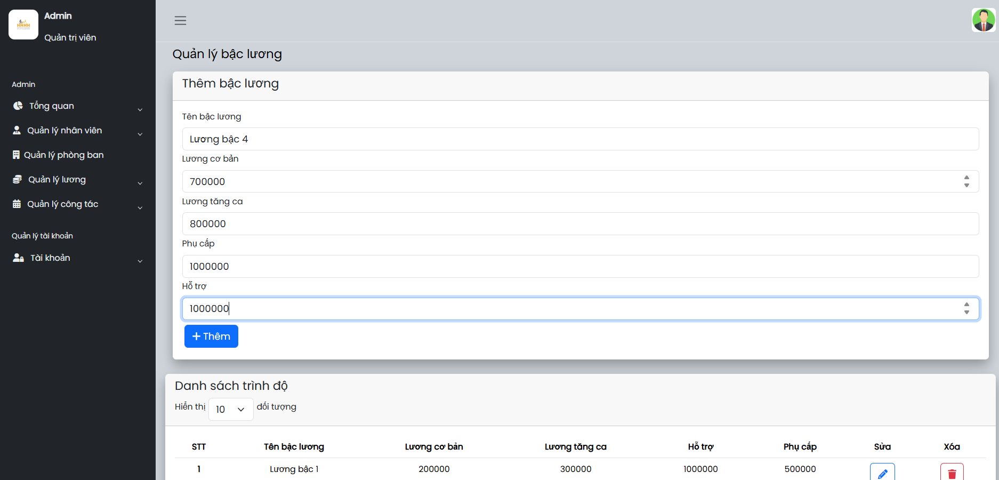 HHHH
Admin
Quản trị viên
Admin
Tổng quan
Quản lý nhân viên
Quản lý phòng ban
Quản lý lương
Quản lý công tác
Quản lý tài khoản
Tài khoản
Quản lý bậc lương
Thêm bậc lương
Tên bậc lương
Lương bậc 4
Lương cơ bản
700000
Lương tăng ca
800000
Phụ cấp
1000000
Hỗ trợ
1000000
+ Thêm
Danh sách trình độ
Hiển thị 10 đối tượng
STT Tên bậc lương Lương cơ bản Lương tăng ca Hỗ trợ Phụ cấp Sửa Xóa
1 Lương bậc 1 200000 300000 1000000 500000